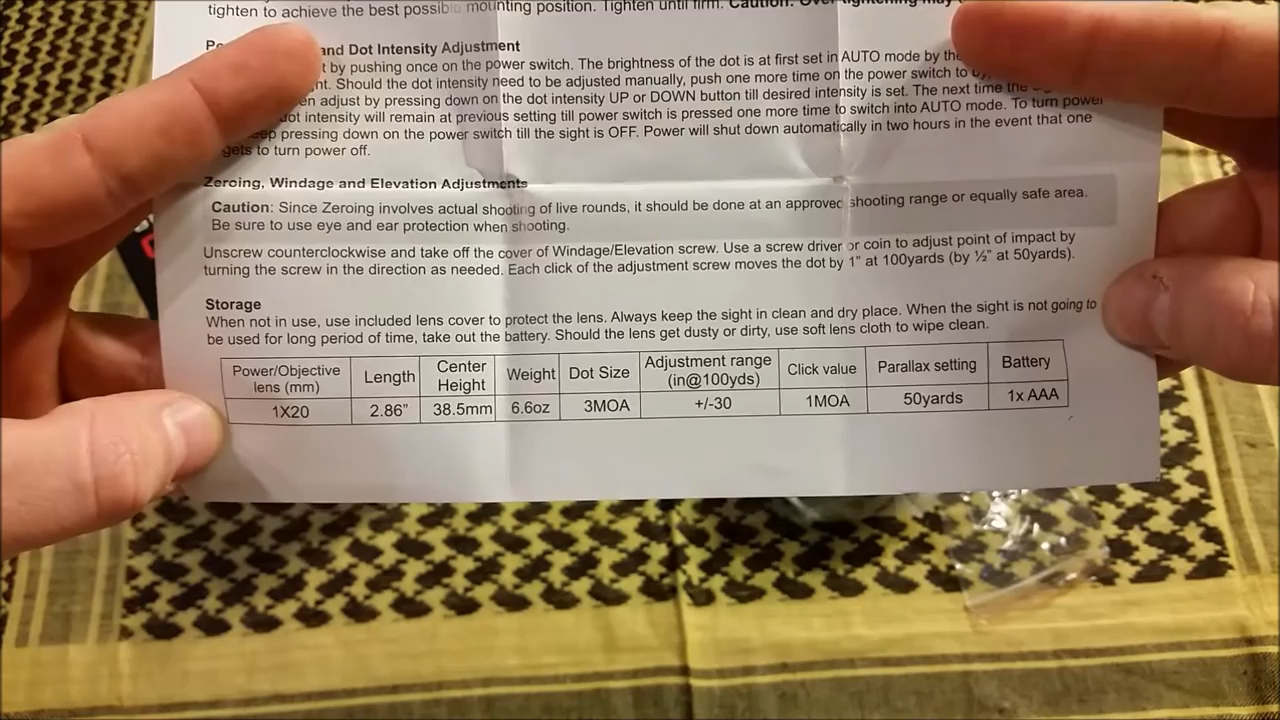 tighten to achieve the best possible mounting position. Tighten until firm. Caution: Over tightening may
and Dot Intensity Adjustment
by pushing once on the power switch. The brightness of the dot is at first set in AUTO mode by the
Should the dot intensity need to be adjusted manually, push one more time on the power switch to
adjust by pressing down on the dot intensity UP or DOWN button till desired intensity is set. The next time the
dot intensity will remain at previous setting till power switch is pressed one more time to switch into AUTO mode. To turn power
pressing down on the power switch till the sight is OFF. Power will shut down automatically in two hours in the event that one
to turn power off.
Zeroing, Windage and Elevation Adjustments
Caution: Since Zeroing involves actual shooting of live rounds, it should be done at an approved shooting range or equally safe area.
Be sure to use eye and ear protection when shooting.
Unscrew counterclockwise and take off the cover of Windage/Elevation screw. Use a screw driver or coin to adjust point of impact by
turning the screw in the direction as needed. Each click of the adjustment screw moves the dot by 1" at 100yards (by ½" at 50yards).
Storage
When not in use, use included lens cover to protect the lens. Always keep the sight in clean and dry place. When the sight is not going to
be used for long period of time, take out the battery. Should the lens get dusty or dirty, use soft lens cloth to wipe clean.
Power/Objective lens (mm) Length Center Height Weight Dot Size Adjustment range (in@100yds) Click value Parallax setting Battery
1X20 2.86" 38.5mm 6.6oz 3MOA +/-30 1MOA 50yards 1x AAA